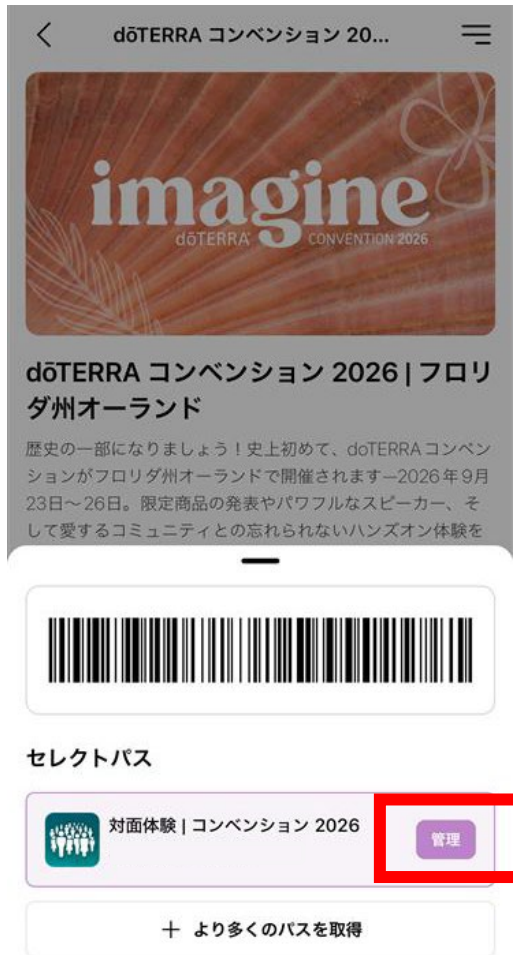 dōTERRA コンベンション 20...
imagine
dōTERRA CONVENTION 2026
dōTERRA コンベンション 2026 | フロリ
ダ州オーランド
歴史の一部になりましょう！史上初めて、doTERRAコンベン
ションがフロリダ州オーランドで開催されます—2026年9月
23日～26日。限定商品の発表やパワフルなスピーカー、そ
して愛するコミュニティとの忘れられないハンズオン体験を
セレクトパス
対面体験 | コンベンション 2026
管理
＋ より多くのパスを取得